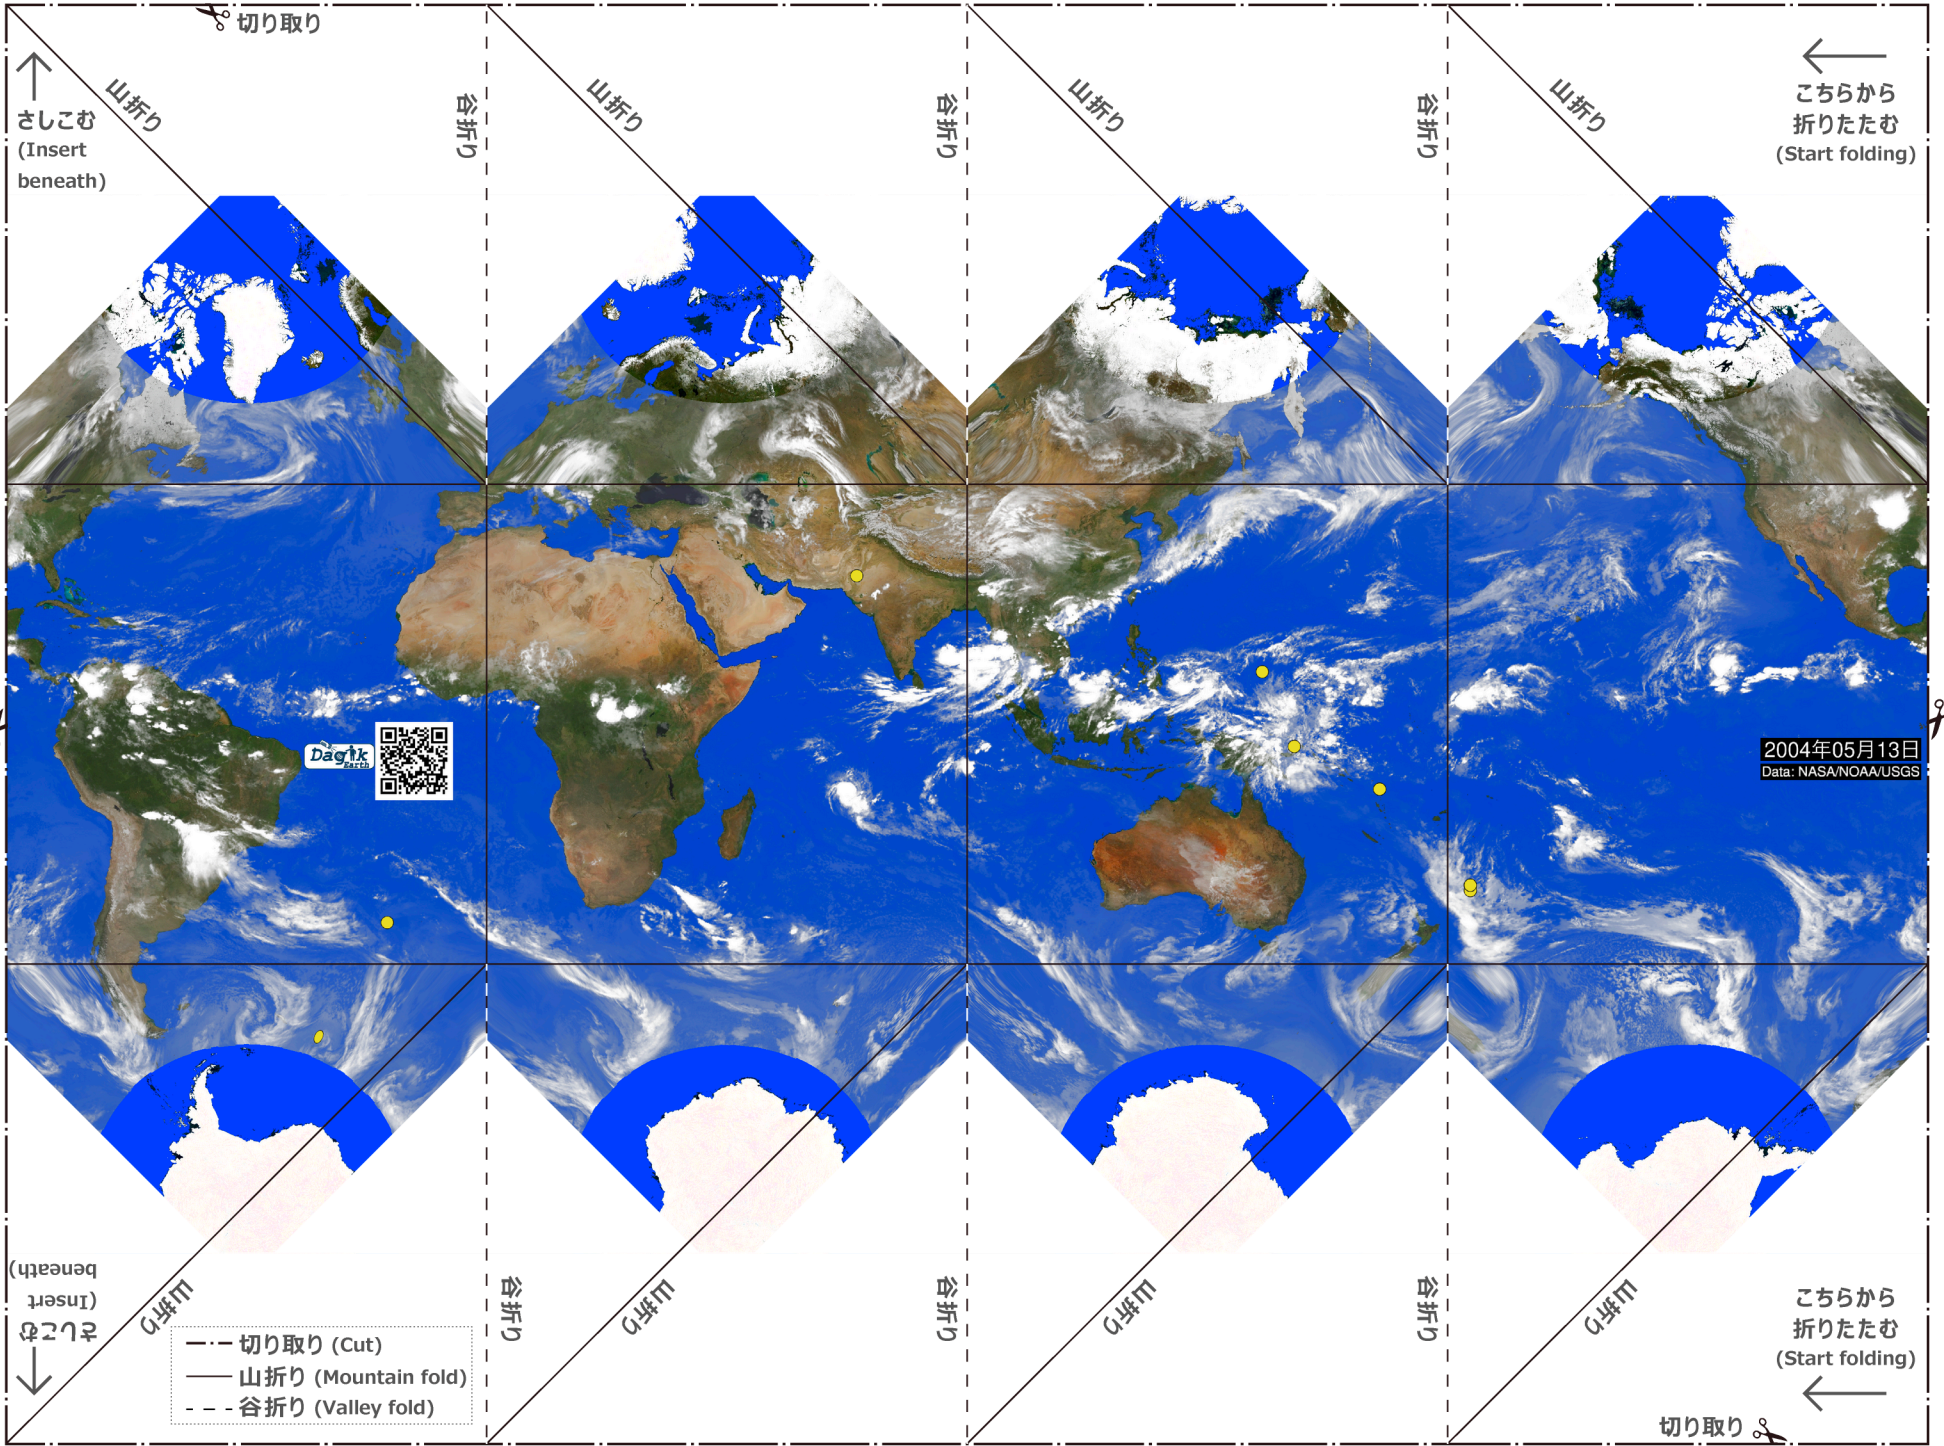 切り取り
山折り
谷折り
山折り
谷折り
山折り
谷折り
山折り
さしこむ
(Insert
beneath)
こちらから
折りたたむ
(Start folding)
Dagik
Earth
2004年05月13日
Data: NASA/NOAA/USGS
さしこむ
(Insert
beneath)
山折り
谷折り
山折り
谷折り
山折り
谷折り
山折り
こちらから
折りたたむ
(Start folding)
切り取り (Cut)
山折り (Mountain fold)
谷折り (Valley fold)
切り取り